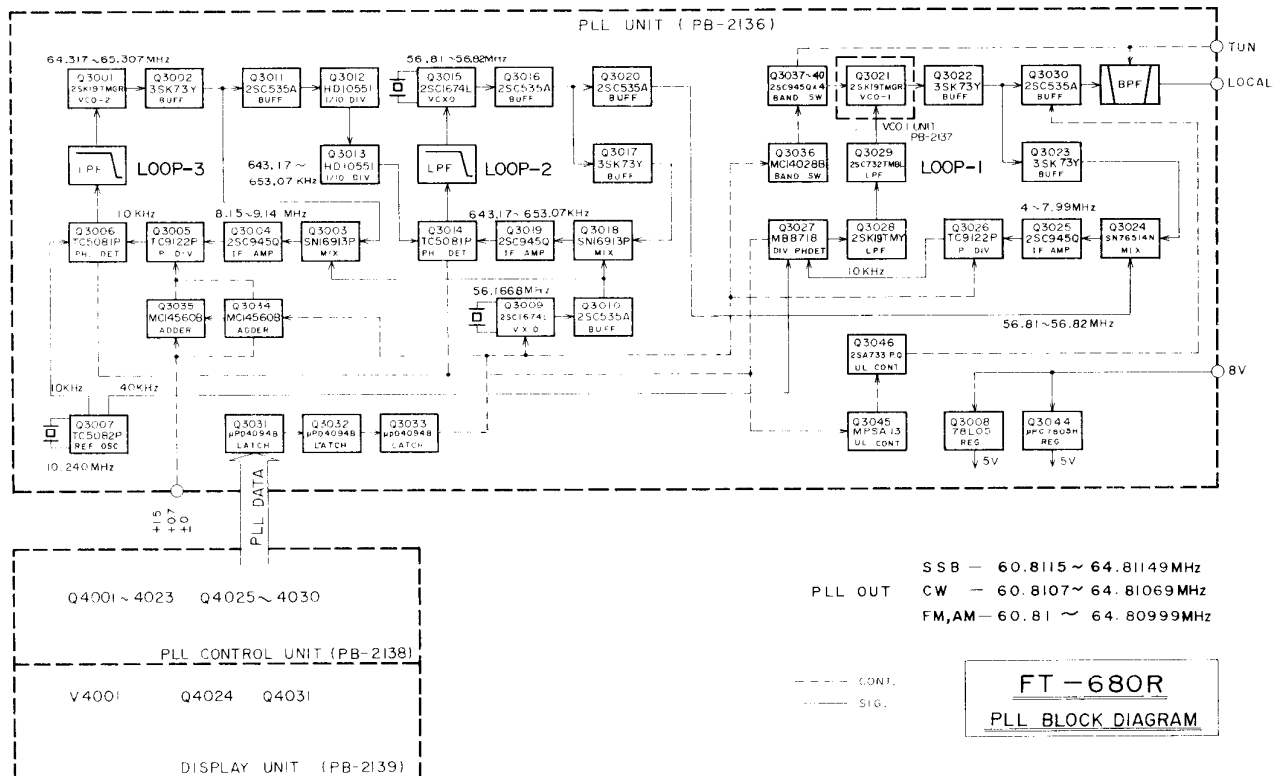 PLL UNIT ( PB-2136)
TUN
LOCAL
64.317~65.307MHz
Q3001
2SK19TMGR
VCO-2
Q3002
3SK73Y
BUFF
Q3011
2SC535A
BUFF
Q3012
HD10551
1/10 DIV
56.81~56.82MHz
Q3015
2SC1674L
VCXO
Q3016
2SC535A
BUFF
Q3020
2SC535A
BUFF
Q3037~40
2SC945Q×4
BAND SW
Q3021
2SK19TMGR
VCO-1
Q3022
3SK73Y
BUFF
Q3030
2SC535A
BUFF
BPF
VCO 1 UNIT
PB-2137
LPF
LOOP-3
643.17~
653.07 KHz
Q3013
HD10551
1/10 DIV
LPF
LOOP-2
Q3017
3SK73Y
BUFF
Q3036
MC14028B
BAND SW
Q3029
2SC732TMBL
LPF
LOOP-1
Q3023
3SK73Y
BUFF
10KHz
8.15~9.14 MHz
643.17~653.07KHz
4~7.99MHz
Q3006
TC5081P
PH. DET
Q3005
TC9122P
P. DIV
Q3004
2SC945Q
IF AMP
Q3003
SN16913P
MIX
Q3014
TC5081P
PH DET
Q3019
2SC945Q
IF AMP
Q3018
SN16913P
MIX
Q3027
MB8718
DIV PHDET
Q3028
2SK19TMY
LPF
Q3026
TC9122P
P DIV
Q3025
2SC945Q
IF AMP
Q3024
SN76514N
MIX
10KHz
56.1668MHz
Q3035
MC14560B
ADDER
Q3034
MC14560B
ADDER
Q3009
2SC1674L
VXO
Q3010
2SC535A
BUFF
56.81~56.82MHz
Q3046
2SA733 P.Q
UL CONT
8V
10KHz
40KHz
Q3007
TC5082P
REF OSC
10.240MHz
Q3031
μPD4094B
LATCH
Q3032
μPD4094B
LATCH
Q3033
μPD4094B
LATCH
Q3045
MPSA13
UL CONT
Q3008
78L05
REG
Q3044
μPC7805H
REG
5V
5V
+15
+07
±0
PLL DATA
Q4001~4023
Q4025~4030
PLL CONTROL UNIT (PB-2138)
V4001
Q4024
Q4031
DISPLAY UNIT (PB-2139)
PLL OUT
SSB — 60.8115~64.81149MHz
CW — 60.8107~64.81069MHz
FM,AM—60.81 ~ 64.80999MHz
CONT.
SIG.
FT-680R
PLL BLOCK DIAGRAM